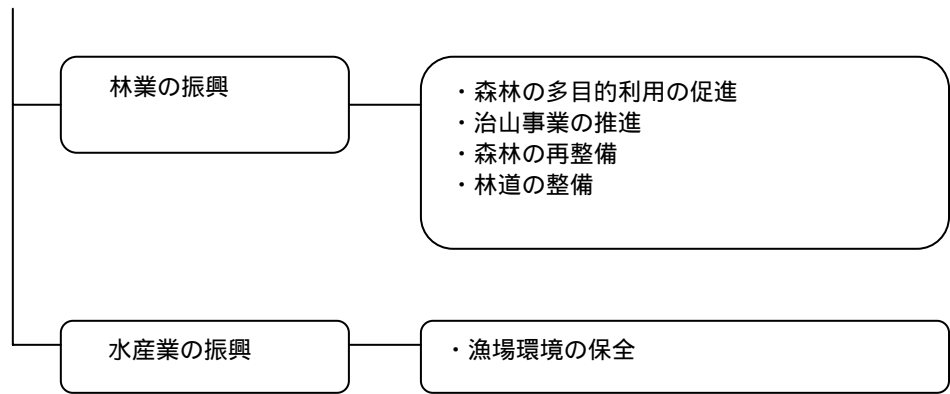 林業の振興
・森林の多目的利用の促進
・治山事業の推進
・森林の再整備
・林道の整備
水産業の振興
・漁場環境の保全